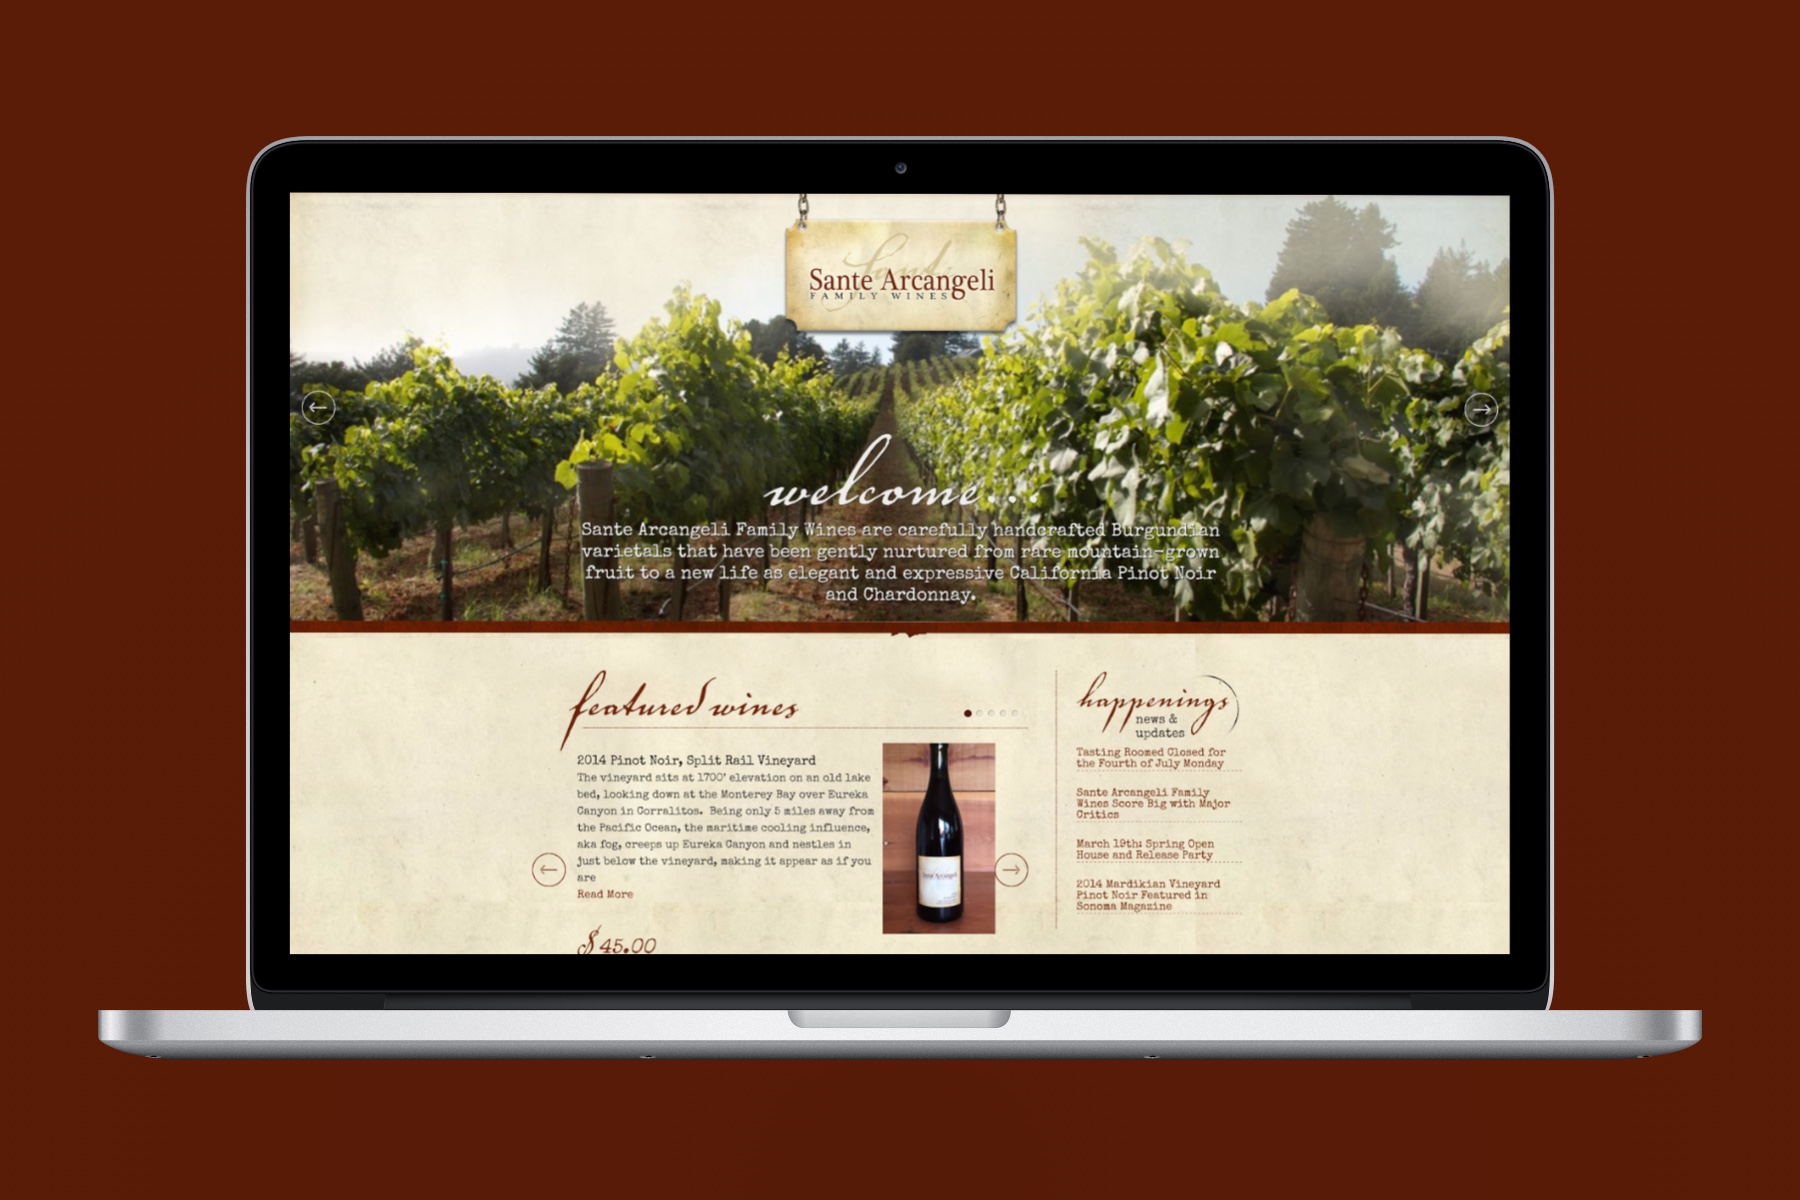 Sante Arcangeli
FAMILY WINES
welcome...
Sante Arcangeli Family Wines are carefully handcrafted Burgundian
varietals that have been gently nurtured from rare mountain-grown
fruit to a new life as elegant and expressive California Pinot Noir
and Chardonnay.
featured wines
2014 Pinot Noir, Split Rail Vineyard
The vineyard sits at 1700' elevation on an old lake
bed, looking down at the Monterey Bay over Eureka
Canyon in Corralitos. Being only 5 miles away from
the Pacific Ocean, the maritime cooling influence,
aka fog, creeps up Eureka Canyon and nestles in
just below the vineyard, making it appear as if you
are
Read More
$45.00
Sante Arcangeli
happenings
news &
updates
Tasting Roomed Closed for
the Fourth of July Monday
Sante Arcangeli Family
Wines Score Big with Major
Critics
March 19th: Spring Open
House and Release Party
2014 Mardikian Vineyard
Pinot Noir Featured in
Sonoma Magazine